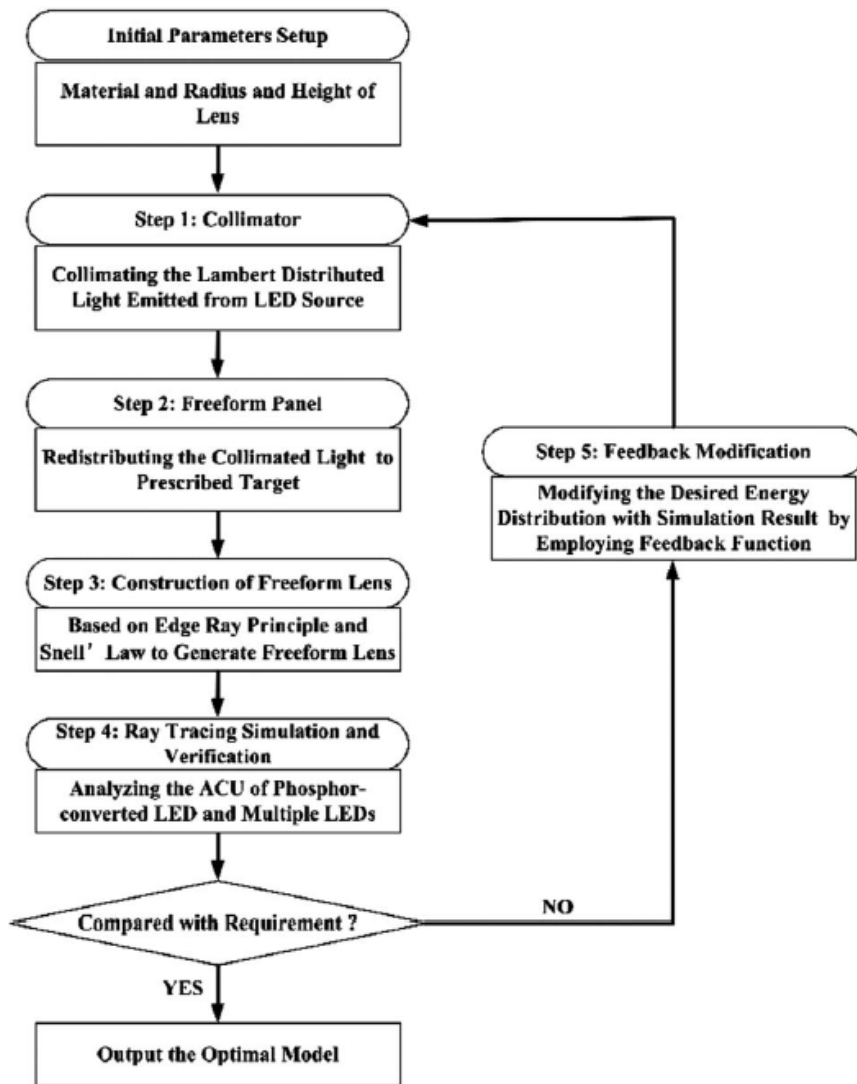 Initial Parameters Setup
Material and Radius and Height of
Lens
Step 1: Collimator
Collimating the Lambert Distrihuted
Light Emitted from LED Source
Step 2: Freeform Panel
Redistributing the Collimated Light to
Prescribed Target
Step 3: Construction of Freeform Lens
Based on Edge Ray Principle and
Snell' Law to Generate Freeform Lens
Step 4: Ray Tracing Simulation and
Verification
Analyzing the ACU of Phosphor-
converted LED and Multiple LEDs
Compared with Requirement ?
NO
YES
Output the Optimal Model
Step 5: Feedback Modification
Modifying the Desired Energy
Distribution with Simulation Result by
Employing Feedback Function